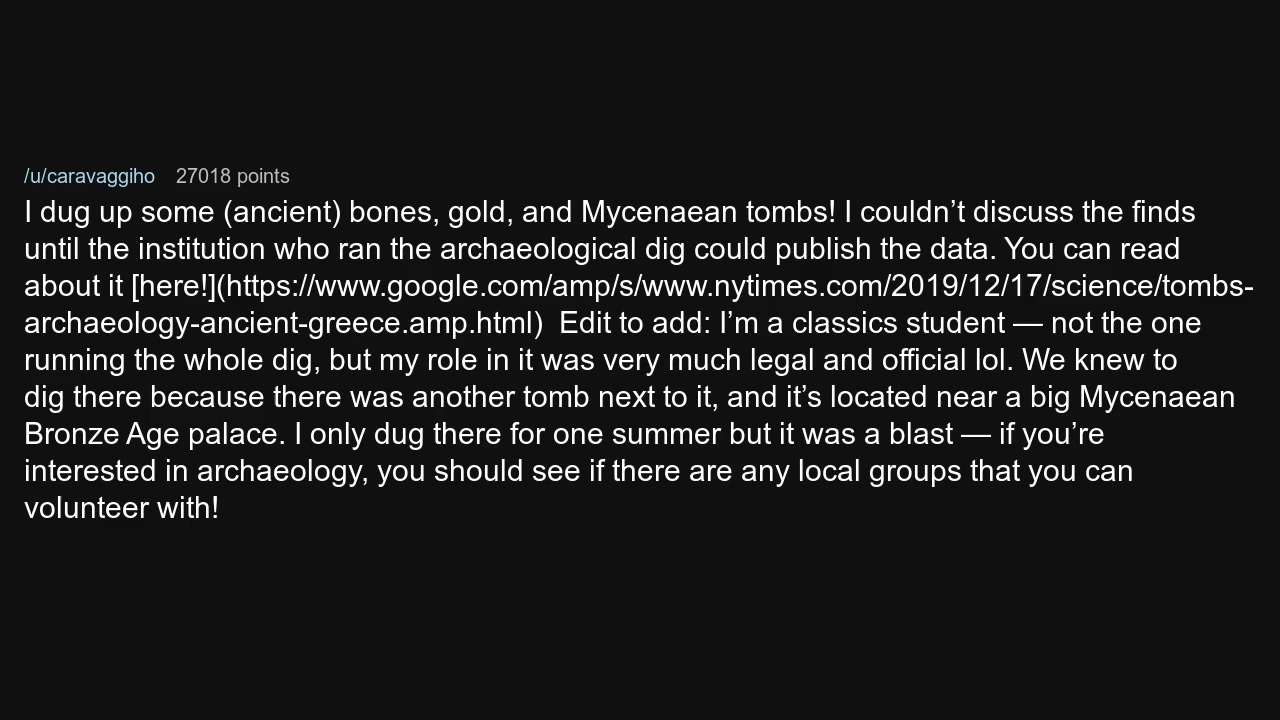 /u/caravaggiho 27018 points
I dug up some (ancient) bones, gold, and Mycenaean tombs! I couldn’t discuss the finds
until the institution who ran the archaeological dig could publish the data. You can read
about it [here!](https://www.google.com/amp/s/www.nytimes.com/2019/12/17/science/tombs-
archaeology-ancient-greece.amp.html)  Edit to add: I’m a classics student — not the one
running the whole dig, but my role in it was very much legal and official lol. We knew to
dig there because there was another tomb next to it, and it’s located near a big Mycenaean
Bronze Age palace. I only dug there for one summer but it was a blast — if you’re
interested in archaeology, you should see if there are any local groups that you can
volunteer with!